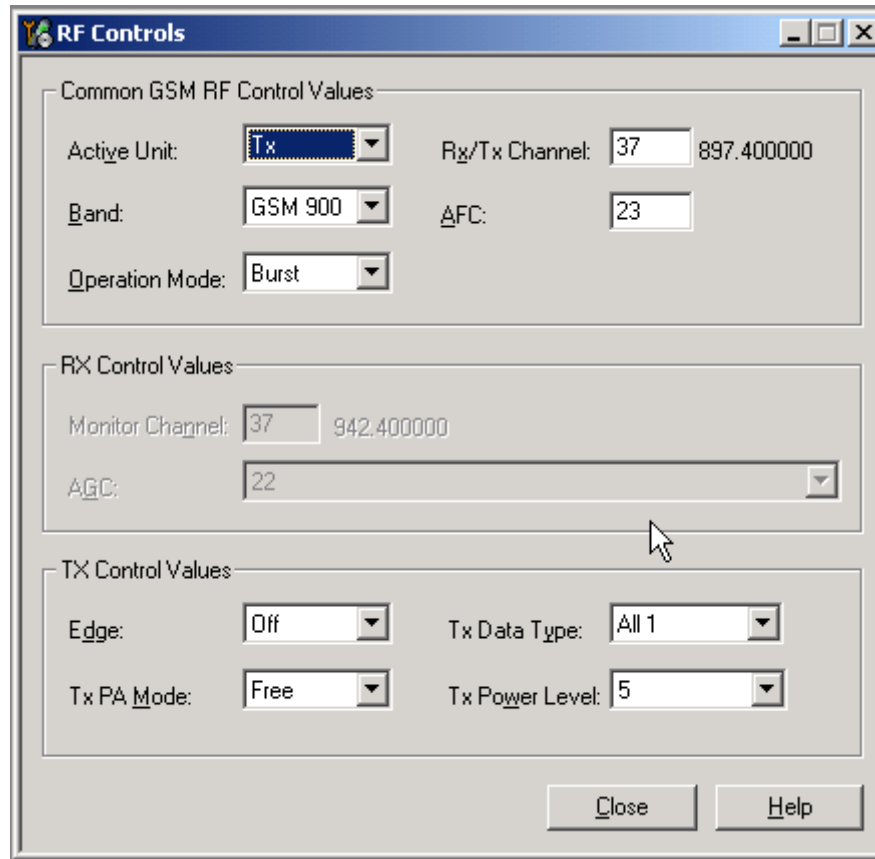 RF Controls
Common GSM RF Control Values
Active Unit: Tx Rx/Tx Channel: 37 897.400000
Band: GSM 900 AFC: 23
Operation Mode: Burst
RX Control Values
Monitor Channel: 37 942.400000
AGC: 22
TX Control Values
Edge: Off Tx Data Type: All 1
Tx PA Mode: Free Tx Power Level: 5
Close Help